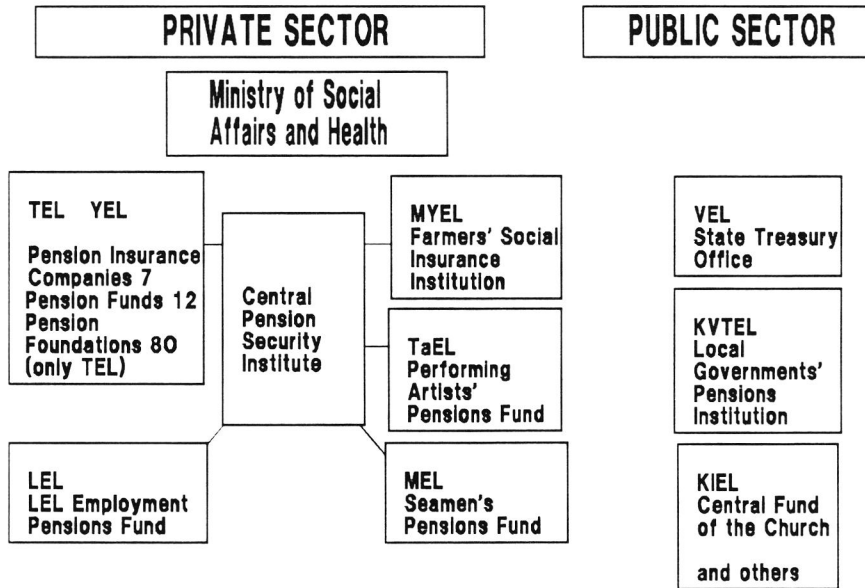 PRIVATE SECTOR
PUBLIC SECTOR
Ministry of Social
Affairs and Health
TEL YEL
Pension Insurance
Companies 7
Pension Funds 12
Pension
Foundations 80
(only TEL)
Central
Pension
Security
Institute
MYEL
Farmers' Social
Insurance
Institution
TaEL
Performing
Artists'
Pensions Fund
LEL
LEL Employment
Pensions Fund
MEL
Seamen's
Pensions Fund
VEL
State Treasury
Office
KVTEL
Local
Governments'
Pensions
Institution
KIEL
Central Fund
of the Church
and others